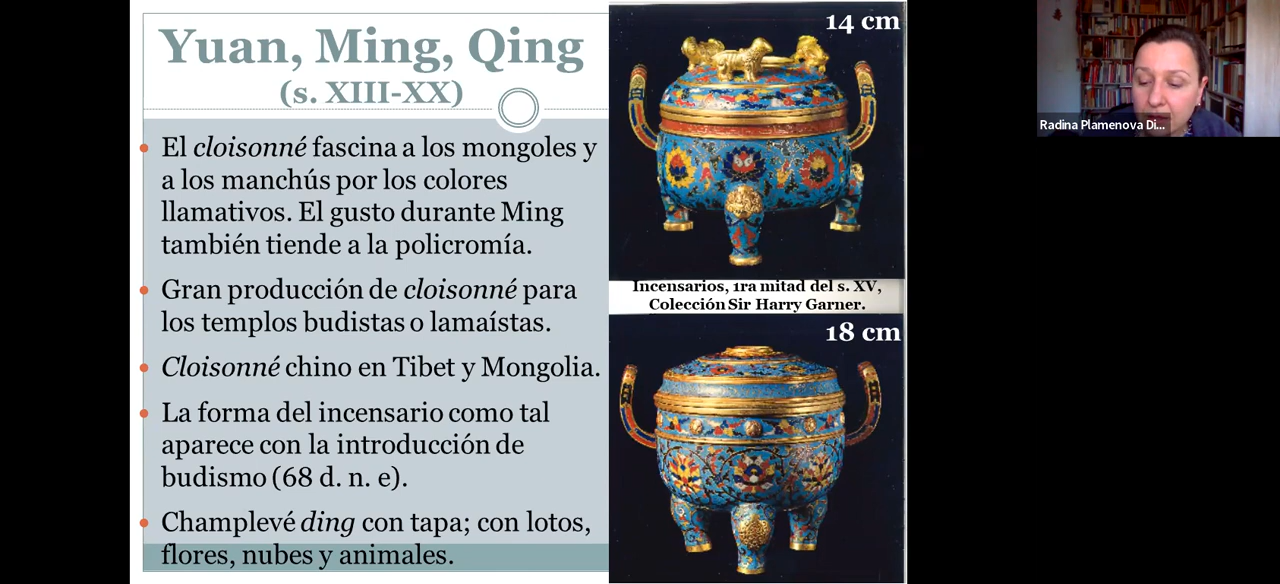 Yuan, Ming, Qing
(s. XIII-XX)
El cloisonné fascina a los mongoles y
a los manchús por los colores
llamativos. El gusto durante Ming
también tiende a la policromía.
Gran producción de cloisonné para
los templos budistas o lamaístas.
Cloisonné chino en Tibet y Mongolia.
La forma del incensario como tal
aparece con la introducción de
budismo (68 d. n. e).
Champlevé ding con tapa; con lotos,
flores, nubes y animales.
14 cm
Incensarios, 1ra mitad del s. XV,
Colección Sir Harry Garner.
18 cm
Radina Plamenova Di...